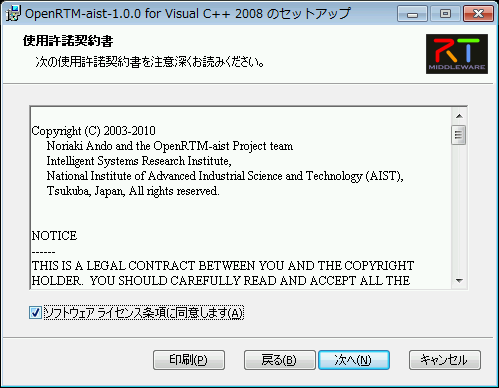 OpenRTM-aist-1.0.0 for Visual C++ 2008 のセットアップ
使用許諾契約書
次の使用許諾契約書を注意深くお読みください。
RT
MIDDLEWARE
Copyright (C) 2003-2010
Noriaki Ando and the OpenRTM-aist Project team
Intelligent Systems Research Institute,
National Institute of Advanced Industrial Science and Technology (AIST),
Tsukuba, Japan, All rights reserved.
NOTICE
------
THIS IS A LEGAL CONTRACT BETWEEN YOU AND THE COPYRIGHT
HOLDER.  YOU SHOULD CAREFULLY READ AND ACCEPT ALL THE
ソフトウェア ライセンス条項に同意します(A)
印刷(P) 戻る(B) 次へ(N) キャンセル